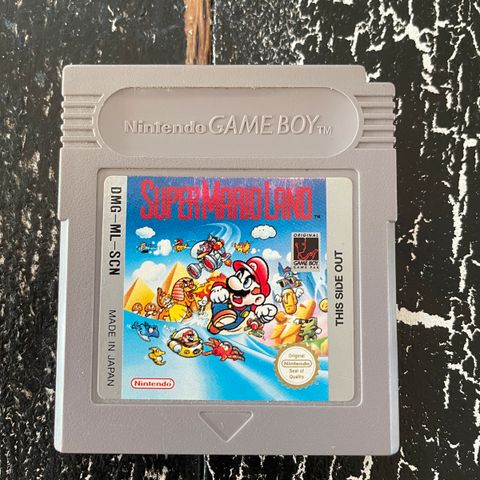 Nintendo GAME BOY TM
SUPER MARIO LAND TM
DMG-ML-SCN
MADE IN JAPAN
ORIGINAL
GAME BOY
GAME PAK
THIS SIDE OUT
Nintendo
Original
Nintendo
Seal of
Quality